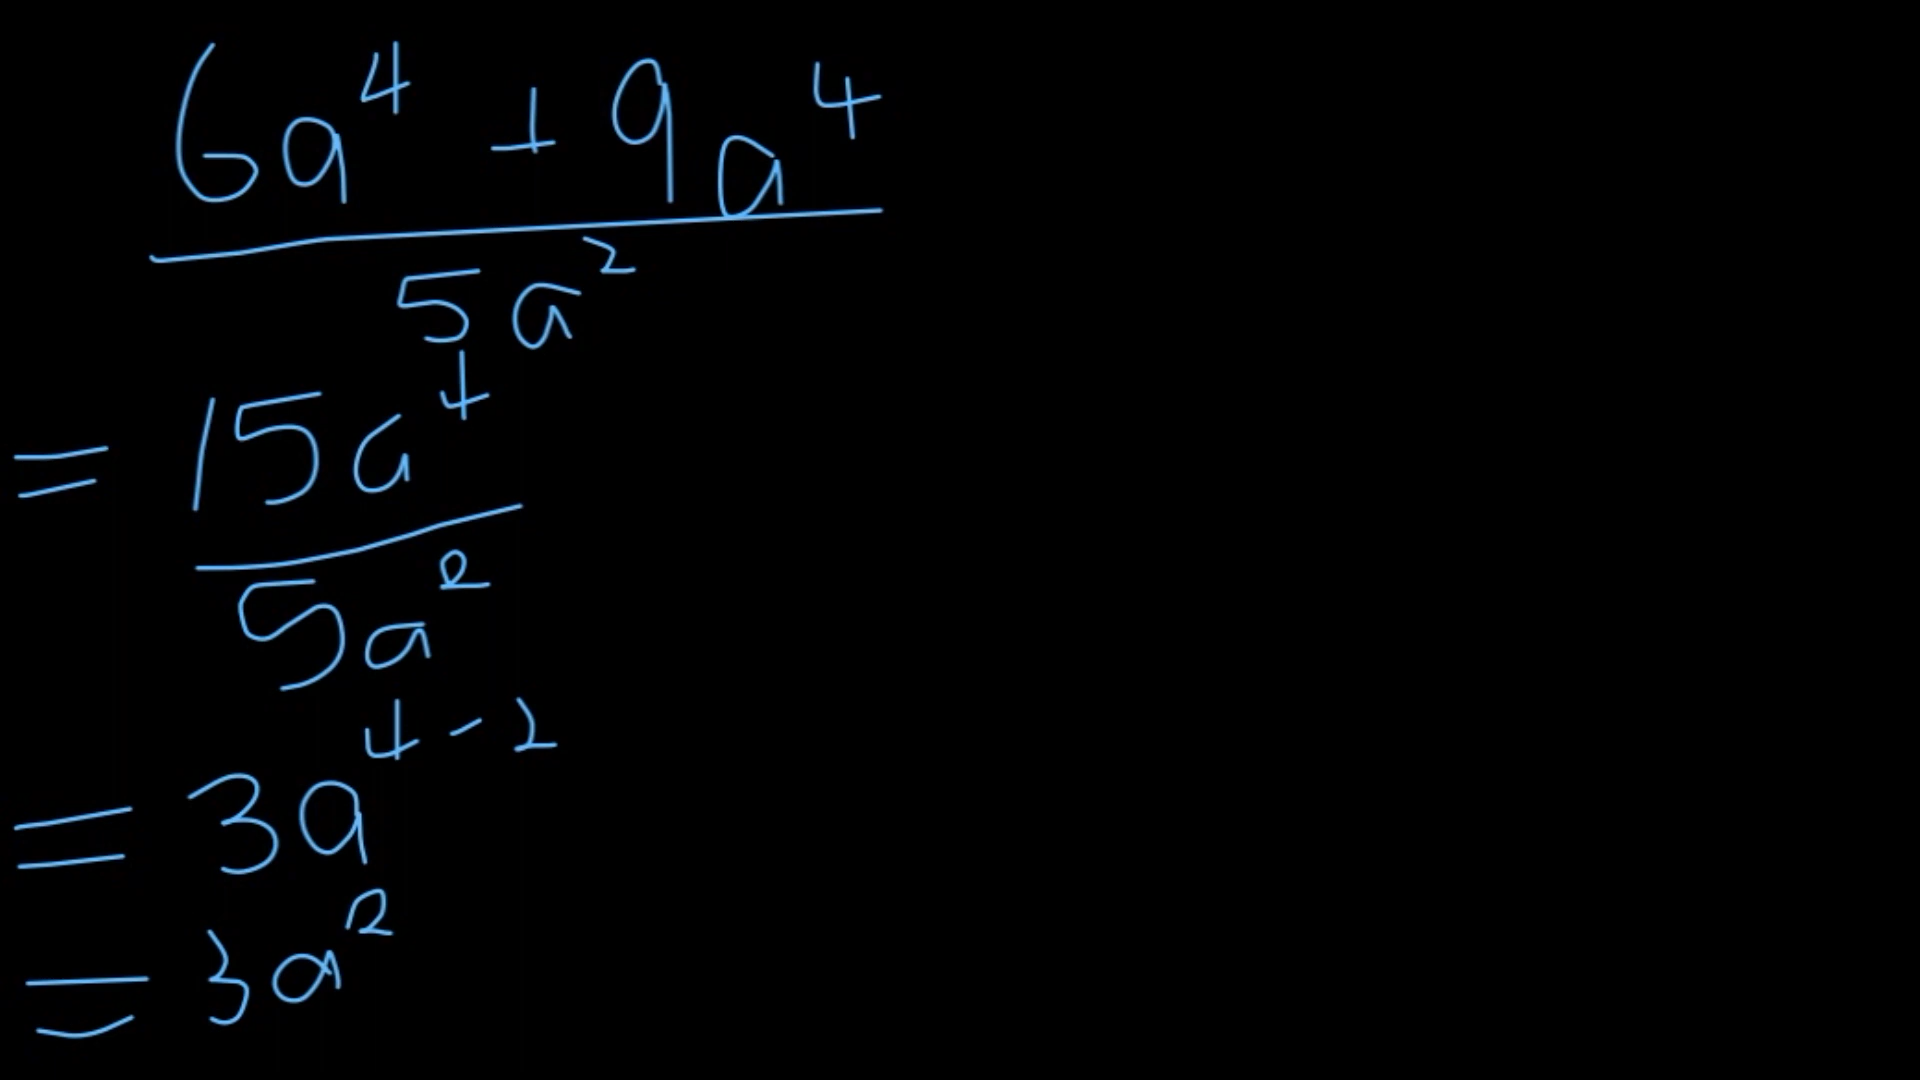 6a⁴ + 9a⁴
5a²
= 15a⁴
5a²
= 3a⁴⁻²
= 3a²